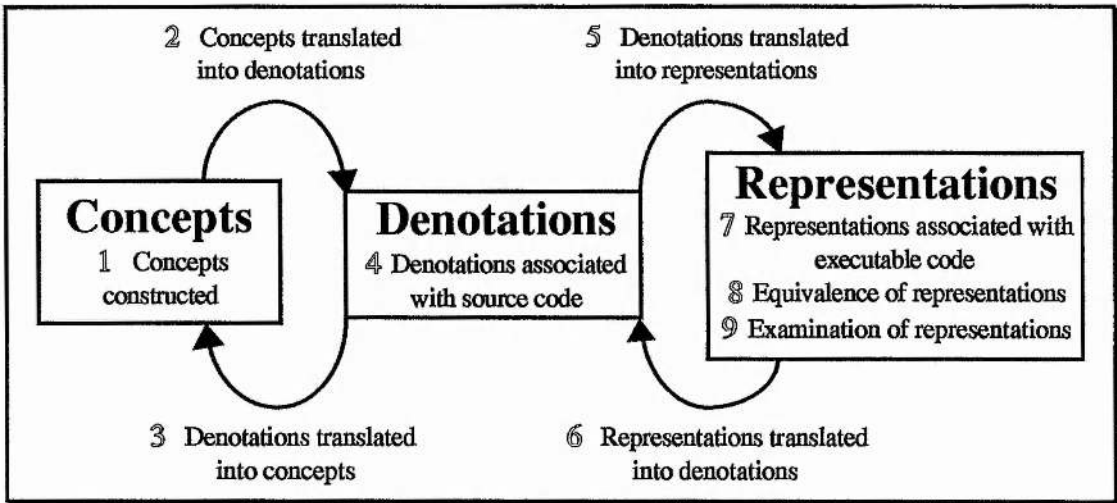 2 Concepts translated
into denotations
5 Denotations translated
into representations
Concepts
1 Concepts
constructed
Denotations
4 Denotations associated
with source code
Representations
7 Representations associated with
executable code
8 Equivalence of representations
9 Examination of representations
3 Denotations translated
into concepts
6 Representations translated
into denotations